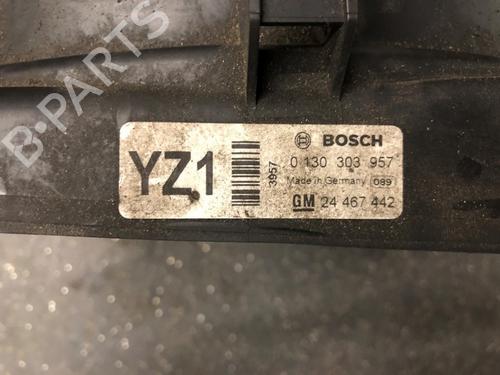 B-PARTS
YZ1
3957
BOSCH
0 130 303 957
Made in Germany 089
GM 24 467 442